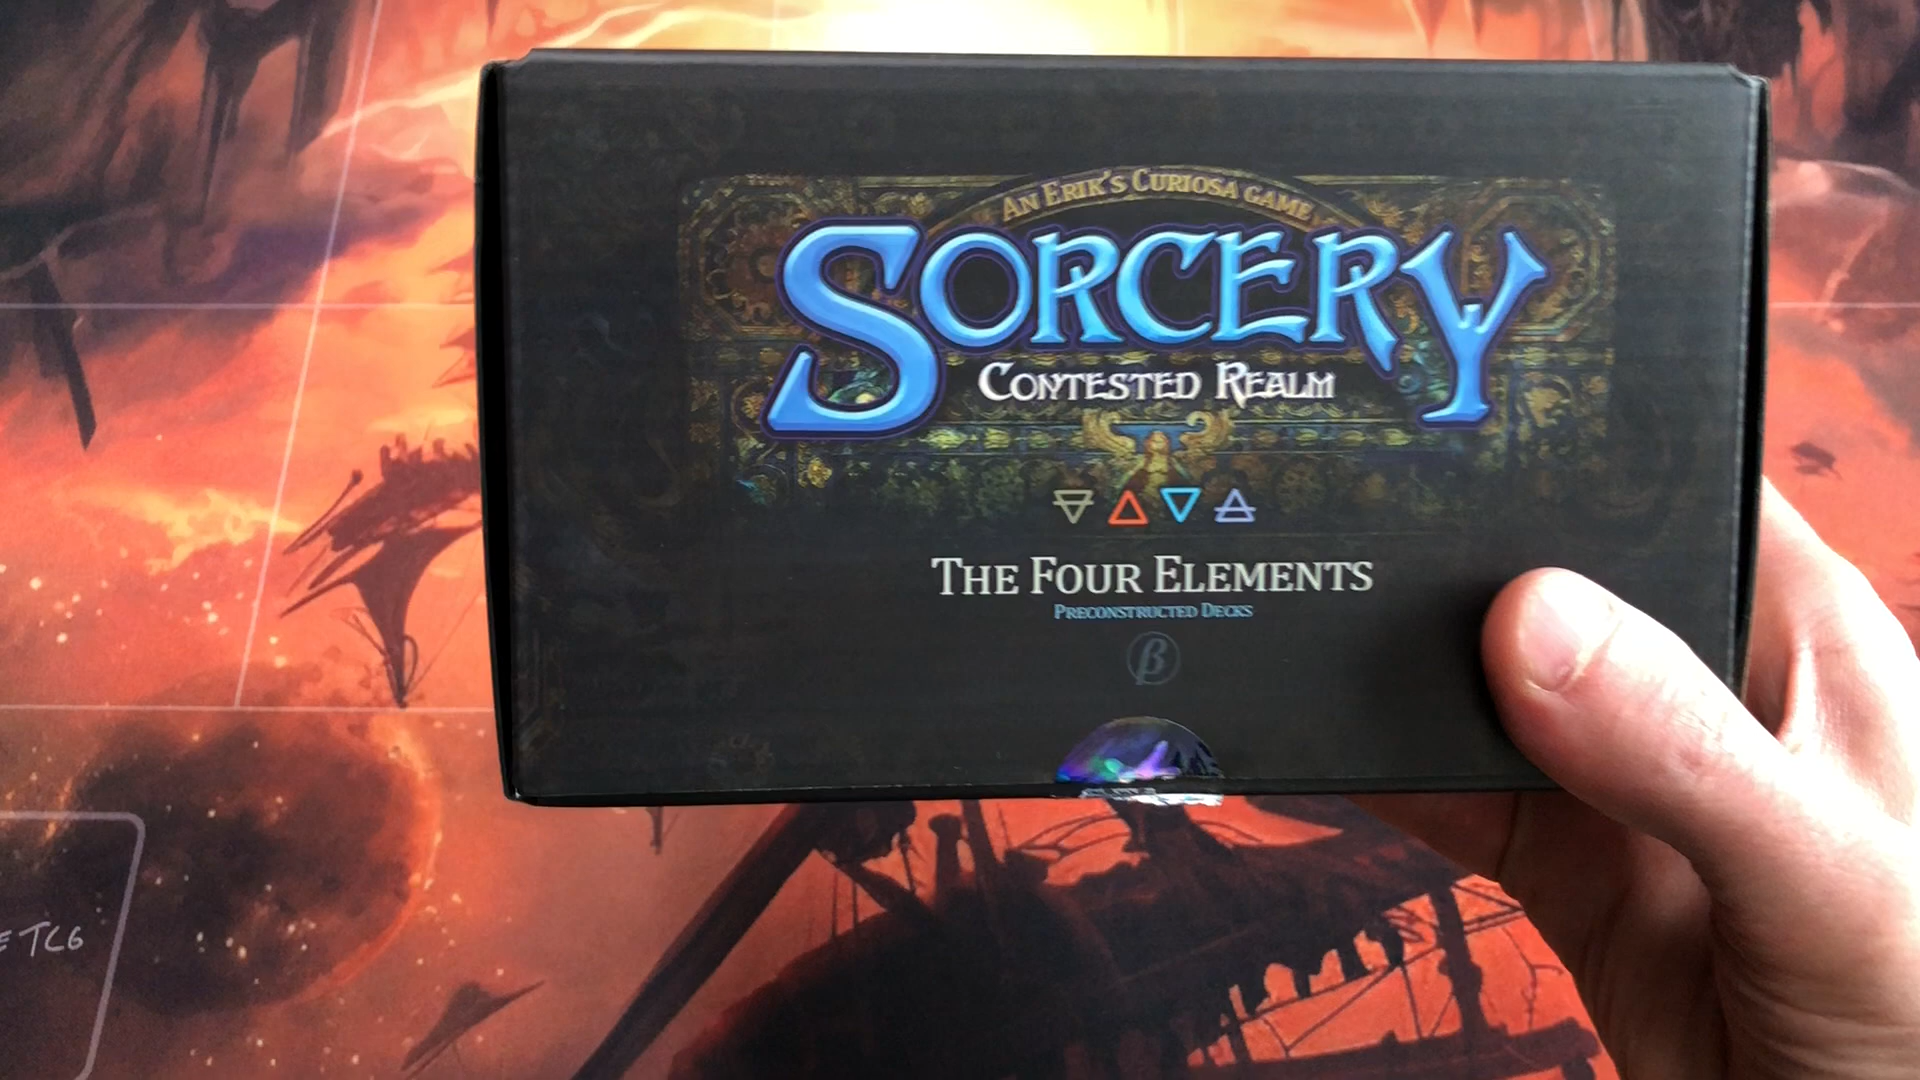 An Erik's Curiosa Game
Sorcery
Contested Realm
The Four Elements
Preconstructed Decks
β
TCG